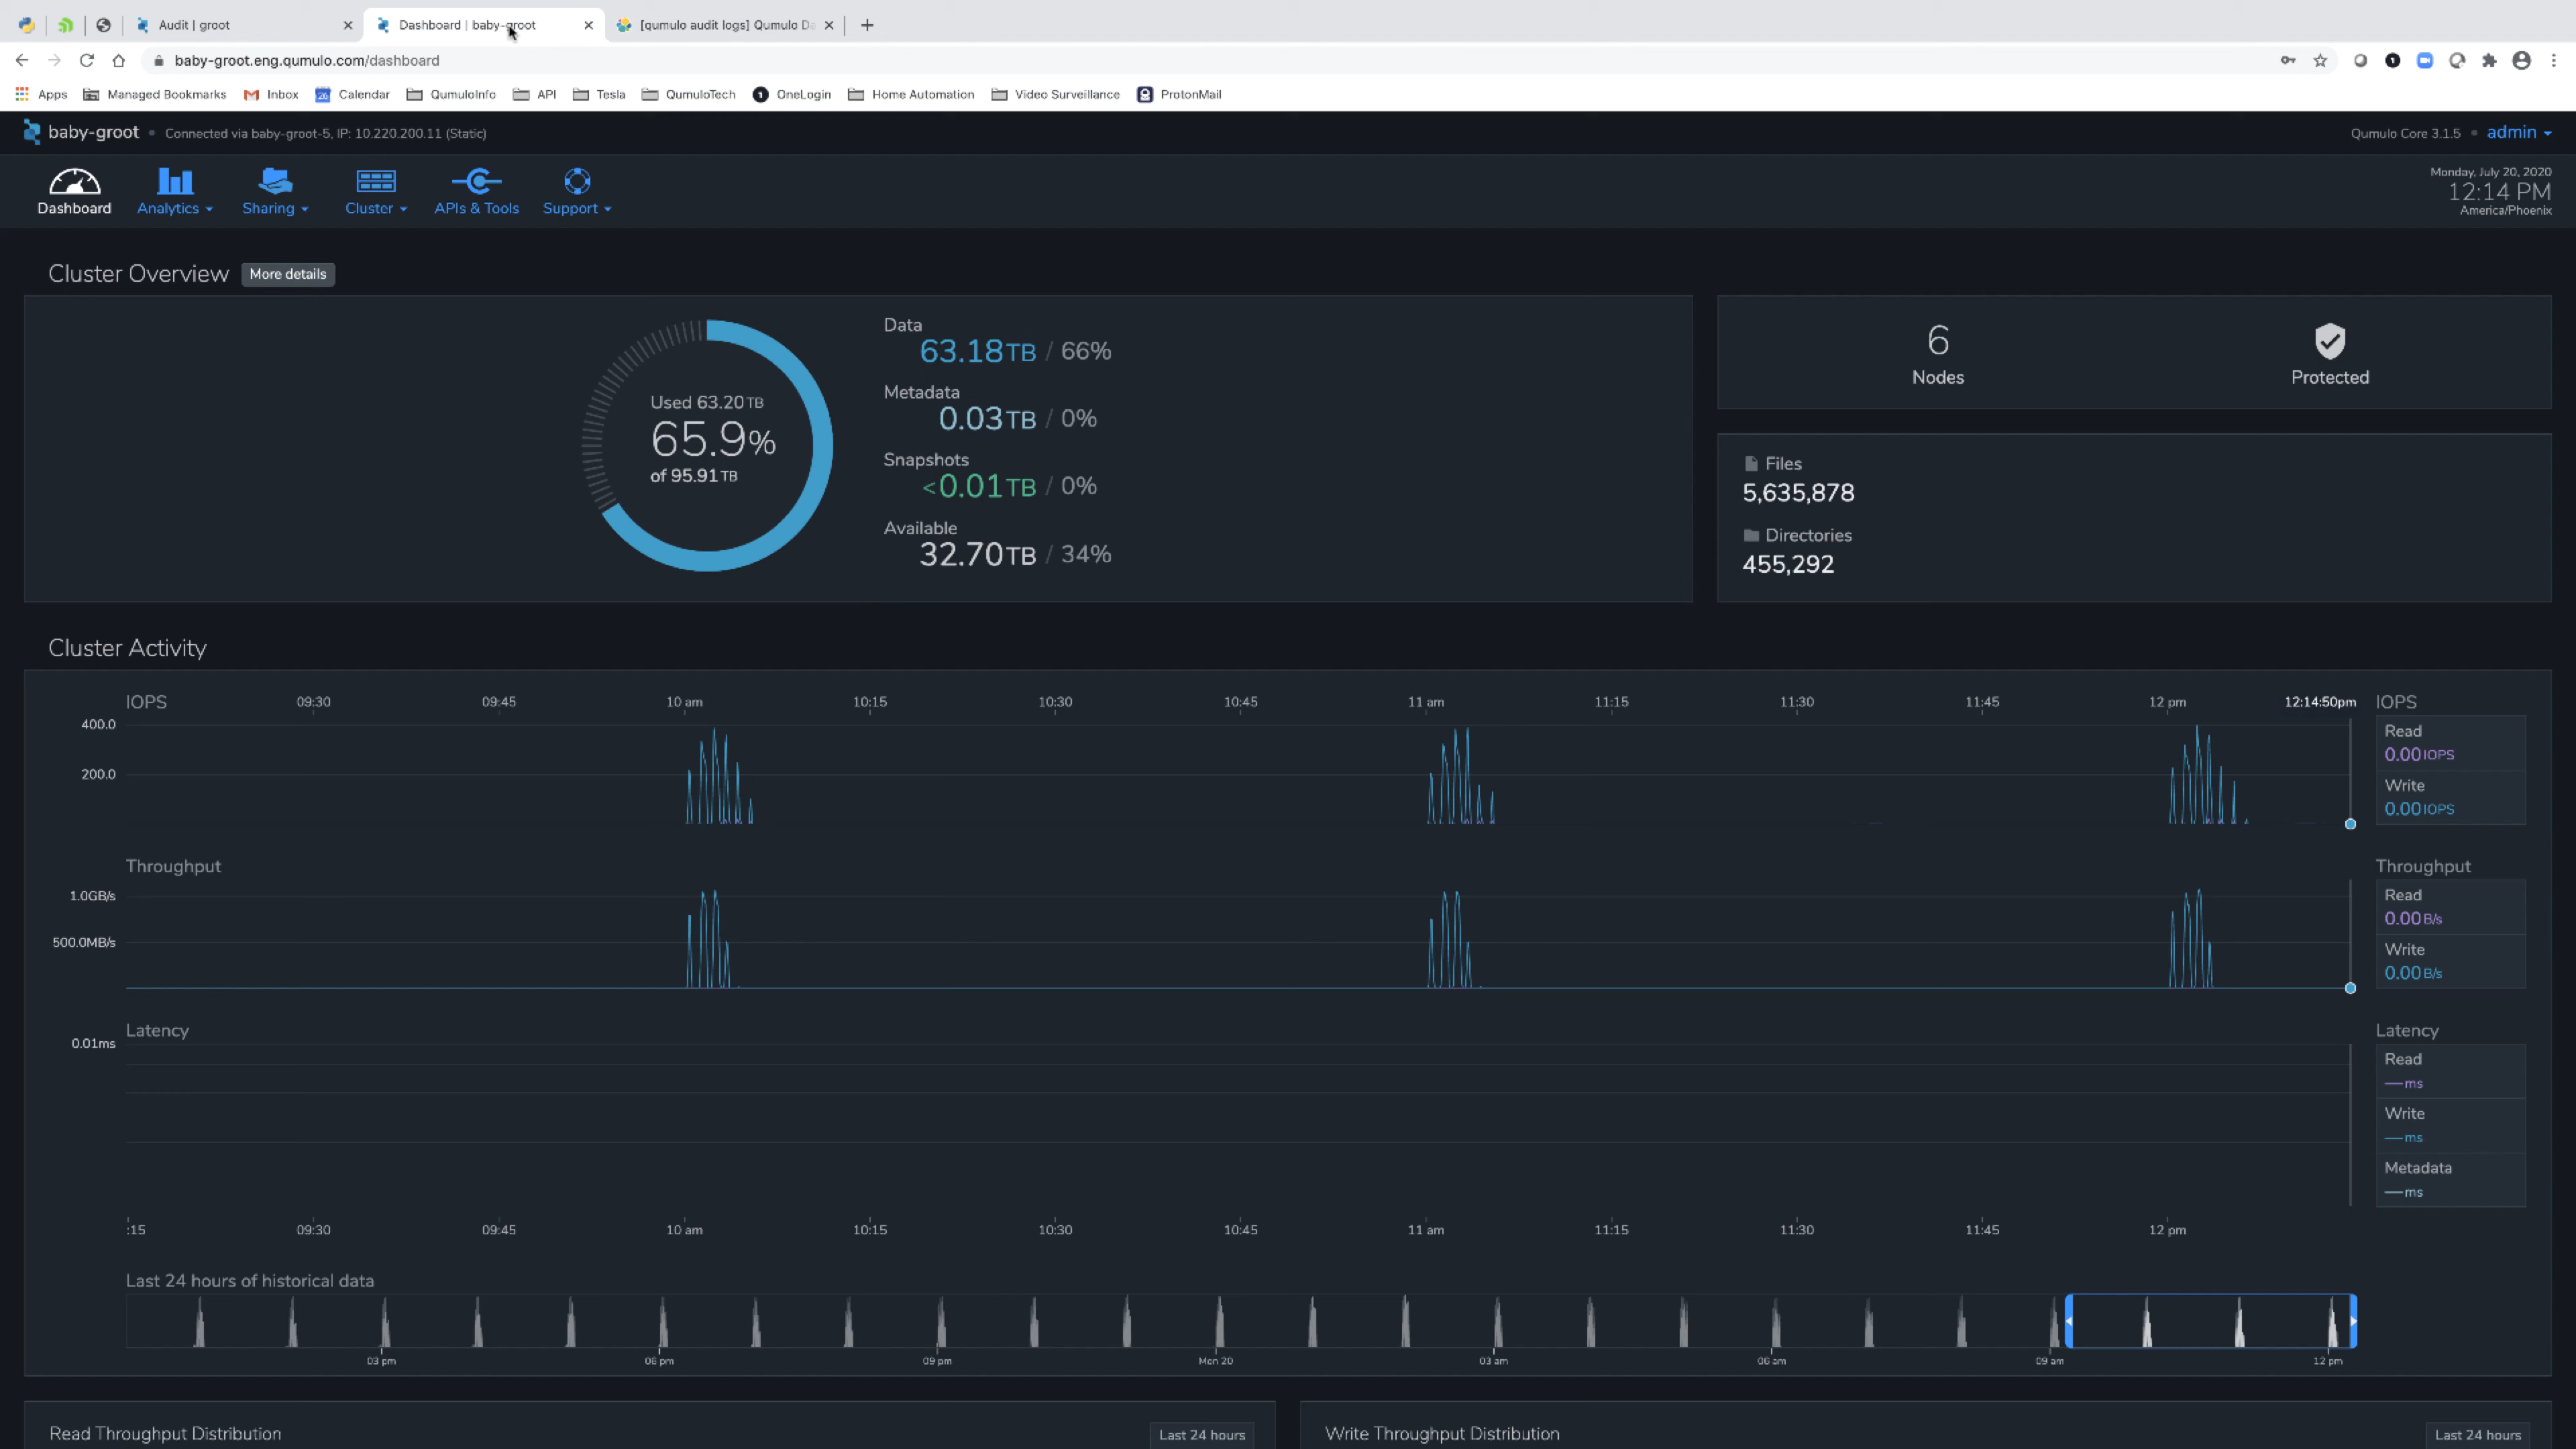 Audit | groot
Dashboard | baby-groot
[qumulo audit logs] Qumulo Da
baby-groot.eng.qumulo.com/dashboard
Apps
Managed Bookmarks
Inbox
26
Calendar
QumuloInfo
API
Tesla
QumuloTech
1
OneLogin
Home Automation
Video Surveillance
ProtonMail
baby-groot
Connected via baby-groot-5, IP: 10.220.200.11 (Static)
Qumulo Core 3.1.5
admin
Dashboard
Analytics
Sharing
Cluster
APIs & Tools
Support
Monday, July 20, 2020
12:14 PM
America/Phoenix
Cluster Overview
More details
Used 63.20 TB
65.9%
of 95.91 TB
Data
63.18 TB / 66%
Metadata
0.03 TB / 0%
Snapshots
<0.01 TB / 0%
Available
32.70 TB / 34%
6
Nodes
Protected
Files
5,635,878
Directories
455,292
Cluster Activity
IOPS 09:30 09:45 10 am 10:15 10:30 10:45 11 am 11:15 11:30 11:45 12 pm 12:14:50pm
400.0
200.0
IOPS
Read
0.00 IOPS
Write
0.00 IOPS
Throughput
1.0GB/s
500.0MB/s
Throughput
Read
0.00 B/s
Write
0.00 B/s
Latency
0.01ms
Latency
Read
—ms
Write
—ms
Metadata
—ms
:15 09:30 09:45 10 am 10:15 10:30 10:45 11 am 11:15 11:30 11:45 12 pm
Last 24 hours of historical data
03 pm 06 pm 09 pm Mon 20 03 am 06 am 09 am 12 pm
Read Throughput Distribution
Last 24 hours
Write Throughput Distribution
Last 24 hours